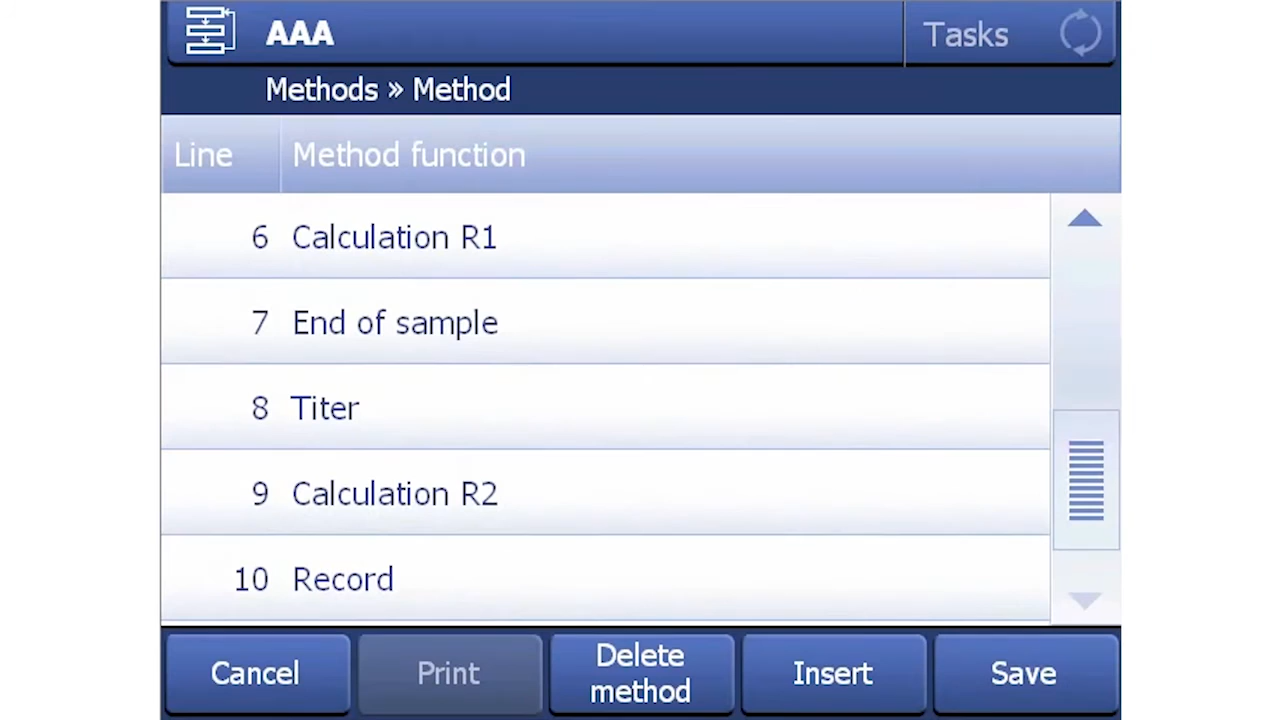 AAA
Tasks
Methods » Method
Line Method function
6 Calculation R1
7 End of sample
8 Titer
9 Calculation R2
10 Record
Cancel
Print
Delete
method
Insert
Save